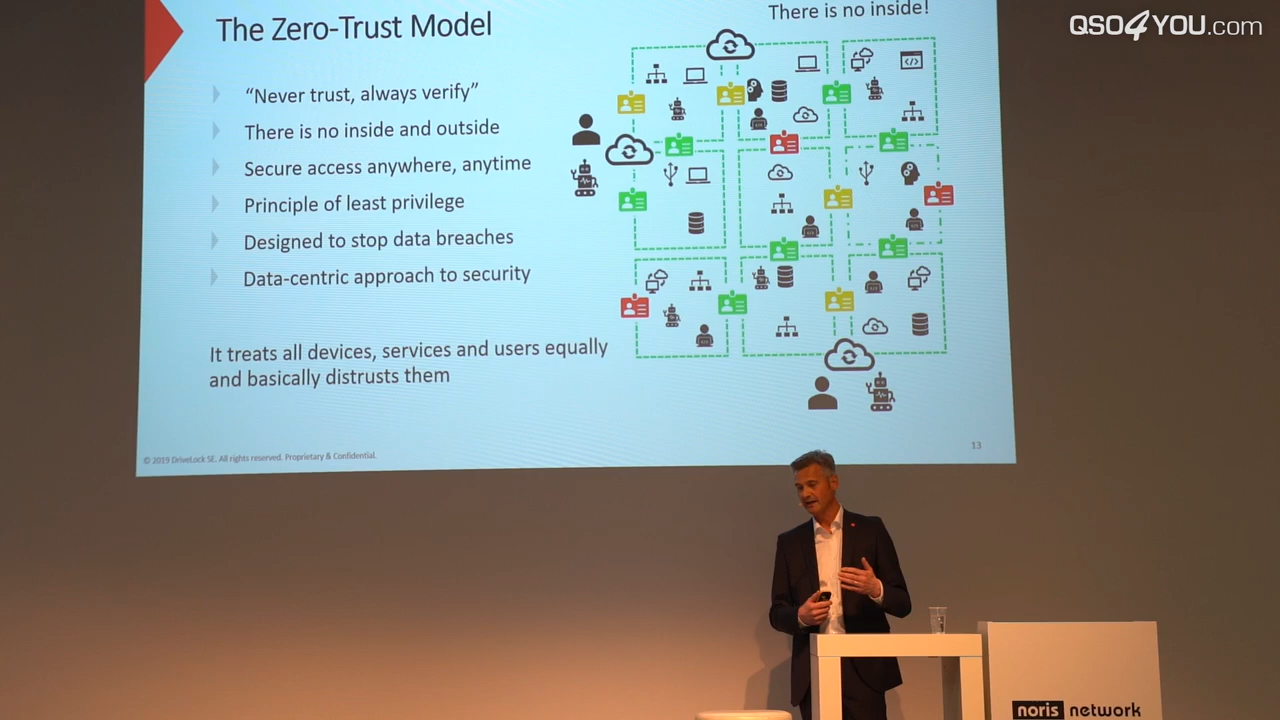 The Zero-Trust Model
There is no inside!
QSO4YOU.com
“Never trust, always verify”
There is no inside and outside
Secure access anywhere, anytime
Principle of least privilege
Designed to stop data breaches
Data-centric approach to security
It treats all devices, services and users equally
and basically distrusts them
© 2019 DriveLock SE. All rights reserved. Proprietary & Confidential.
13
noris network